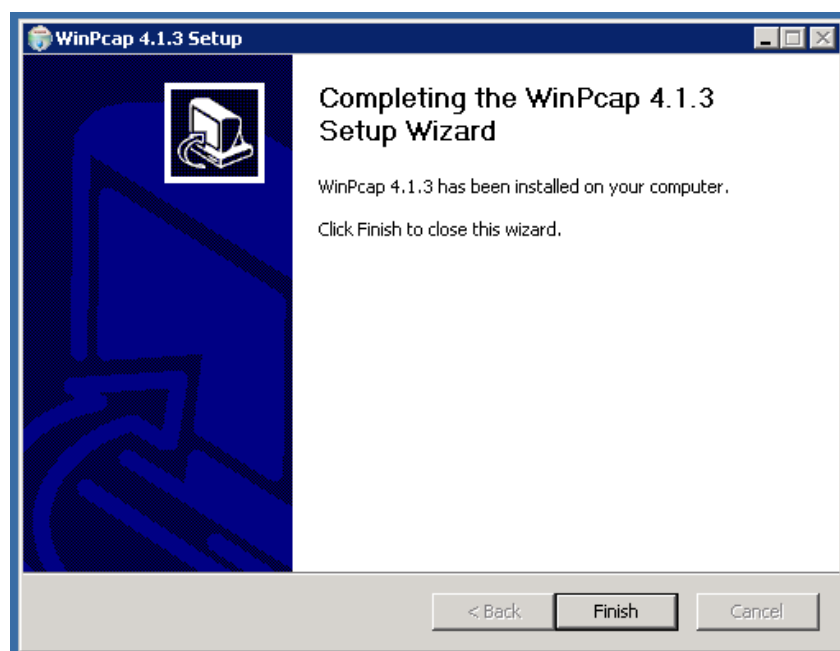 WinPcap 4.1.3 Setup
Completing the WinPcap 4.1.3
Setup Wizard
WinPcap 4.1.3 has been installed on your computer.
Click Finish to close this wizard.
< Back
Finish
Cancel